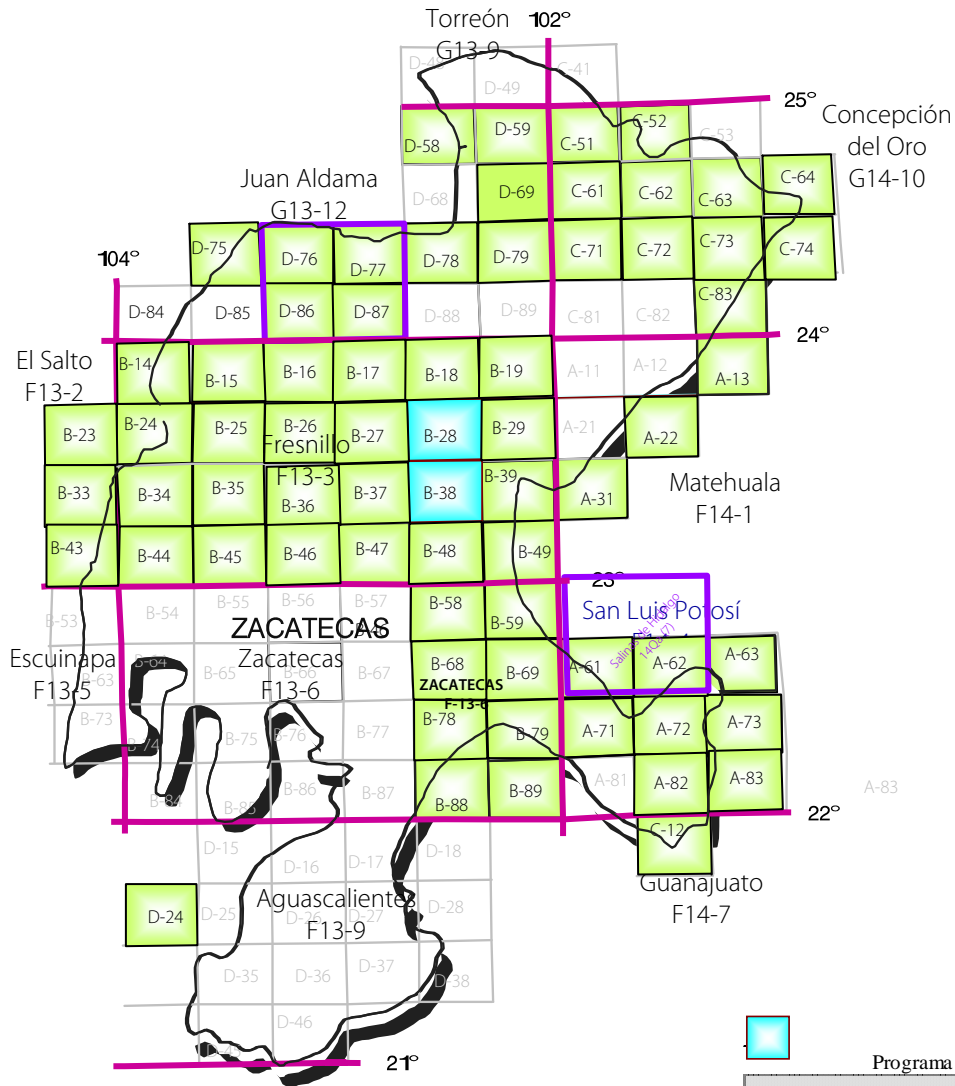 Torreón
G13-9
102°
D-48
D-49
C-41
25°
Concepción
del Oro
G14-10
D-58
D-59
C-51
C-52
C-53
Juan Aldama
G13-12
D-68
D-69
C-61
C-62
C-63
C-64
104°
D-75
D-76
D-77
D-78
D-79
C-71
C-72
C-73
C-74
D-84
D-85
D-86
D-87
D-88
D-89
C-81
C-82
C-83
24°
El Salto
F13-2
B-14
B-15
B-16
B-17
B-18
B-19
A-11
A-12
A-13
B-23
B-24
B-25
B-26
B-27
B-28
B-29
A-21
A-22
Fresnillo
F13-3
B-33
B-34
B-35
B-36
B-37
B-38
B-39
A-31
Matehuala
F14-1
B-43
B-44
B-45
B-46
B-47
B-48
B-49
23°
B-53
B-54
B-55
B-56
B-57
B-58
B-59
San Luis Potosí
Salinas de Hidalgo
ZACATECAS
Escuinapa
F13-5
Zacatecas
F13-6
B-63
B-64
B-65
B-66
B-67
B-68
B-69
A-61
A-62
A-63
ZACATECAS
F-13-6
B-73
B-74
B-75
B-76
B-77
B-78
B-79
A-71
A-72
A-73
B-84
B-85
B-86
B-87
B-88
B-89
A-81
A-82
A-83
A-83
22°
D-15
D-16
D-17
D-18
C-12
Guanajuato
F14-7
D-24
D-25
D-26
D-27
D-28
Aguascalientes
F13-9
D-35
D-36
D-37
D-38
D-46
21°
Programa